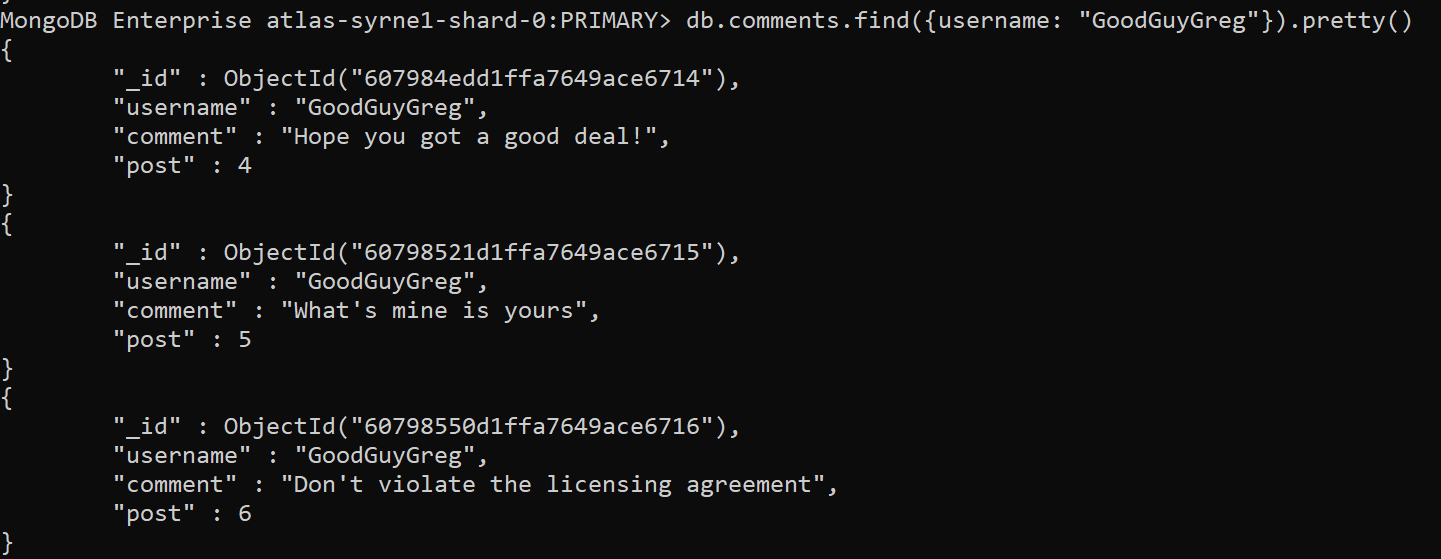 MongoDB Enterprise atlas-syrne1-shard-0:PRIMARY> db.comments.find({username: "GoodGuyGreg"}).pretty()
{
        "_id" : ObjectId("607984edd1ffa7649ace6714"),
        "username" : "GoodGuyGreg",
        "comment" : "Hope you got a good deal!",
        "post" : 4
}
{
        "_id" : ObjectId("60798521d1ffa7649ace6715"),
        "username" : "GoodGuyGreg",
        "comment" : "What's mine is yours",
        "post" : 5
}
{
        "_id" : ObjectId("60798550d1ffa7649ace6716"),
        "username" : "GoodGuyGreg",
        "comment" : "Don't violate the licensing agreement",
        "post" : 6
}